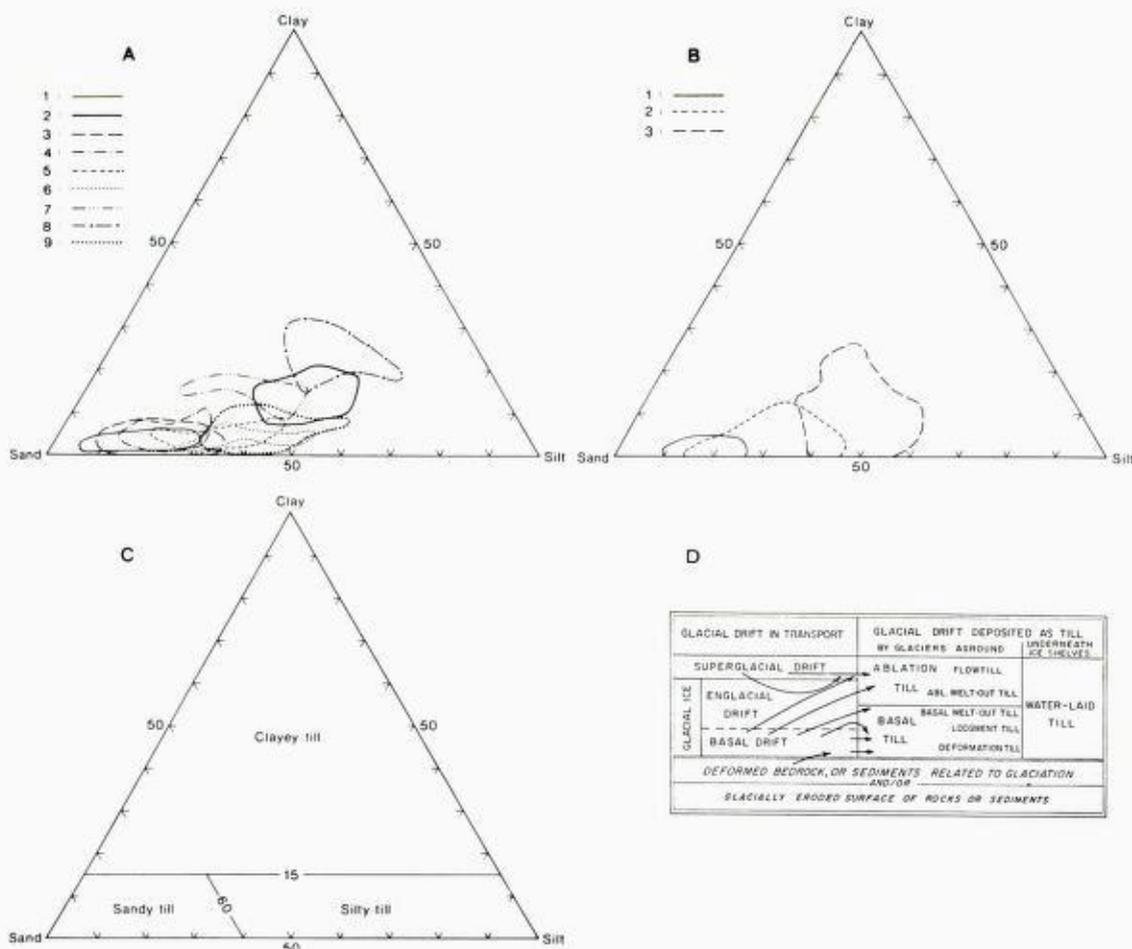 Clay
A
1
2
3
4
5
6
7
8
9
50
50
Sand
Silt
50
Clay
B
1
2
3
50
50
Sand
Silt
50
Clay
C
50
50
Clayey till
15
Sandy till
60
Silty till
Sand
Silt
50
D
GLACIAL DRIFT IN TRANSPORT
GLACIAL DRIFT DEPOSITED AS TILL
BY GLACIERS AGROUND
UNDERNEATH
ICE SHELVES
SUPERGLACIAL DRIFT
GLACIAL ICE
ENGLACIAL
DRIFT
BASAL DRIFT
ABLATION FLOWTILL
TILL ABL. MELT-OUT TILL
BASAL MELT-OUT TILL
BASAL LODGMENT TILL
TILL DEFORMATION TILL
WATER-LAID
TILL
DEFORMED BEDROCK, OR SEDIMENTS RELATED TO GLACIATION
AND/OR
GLACIALLY ERODED SURFACE OF ROCKS OR SEDIMENTS